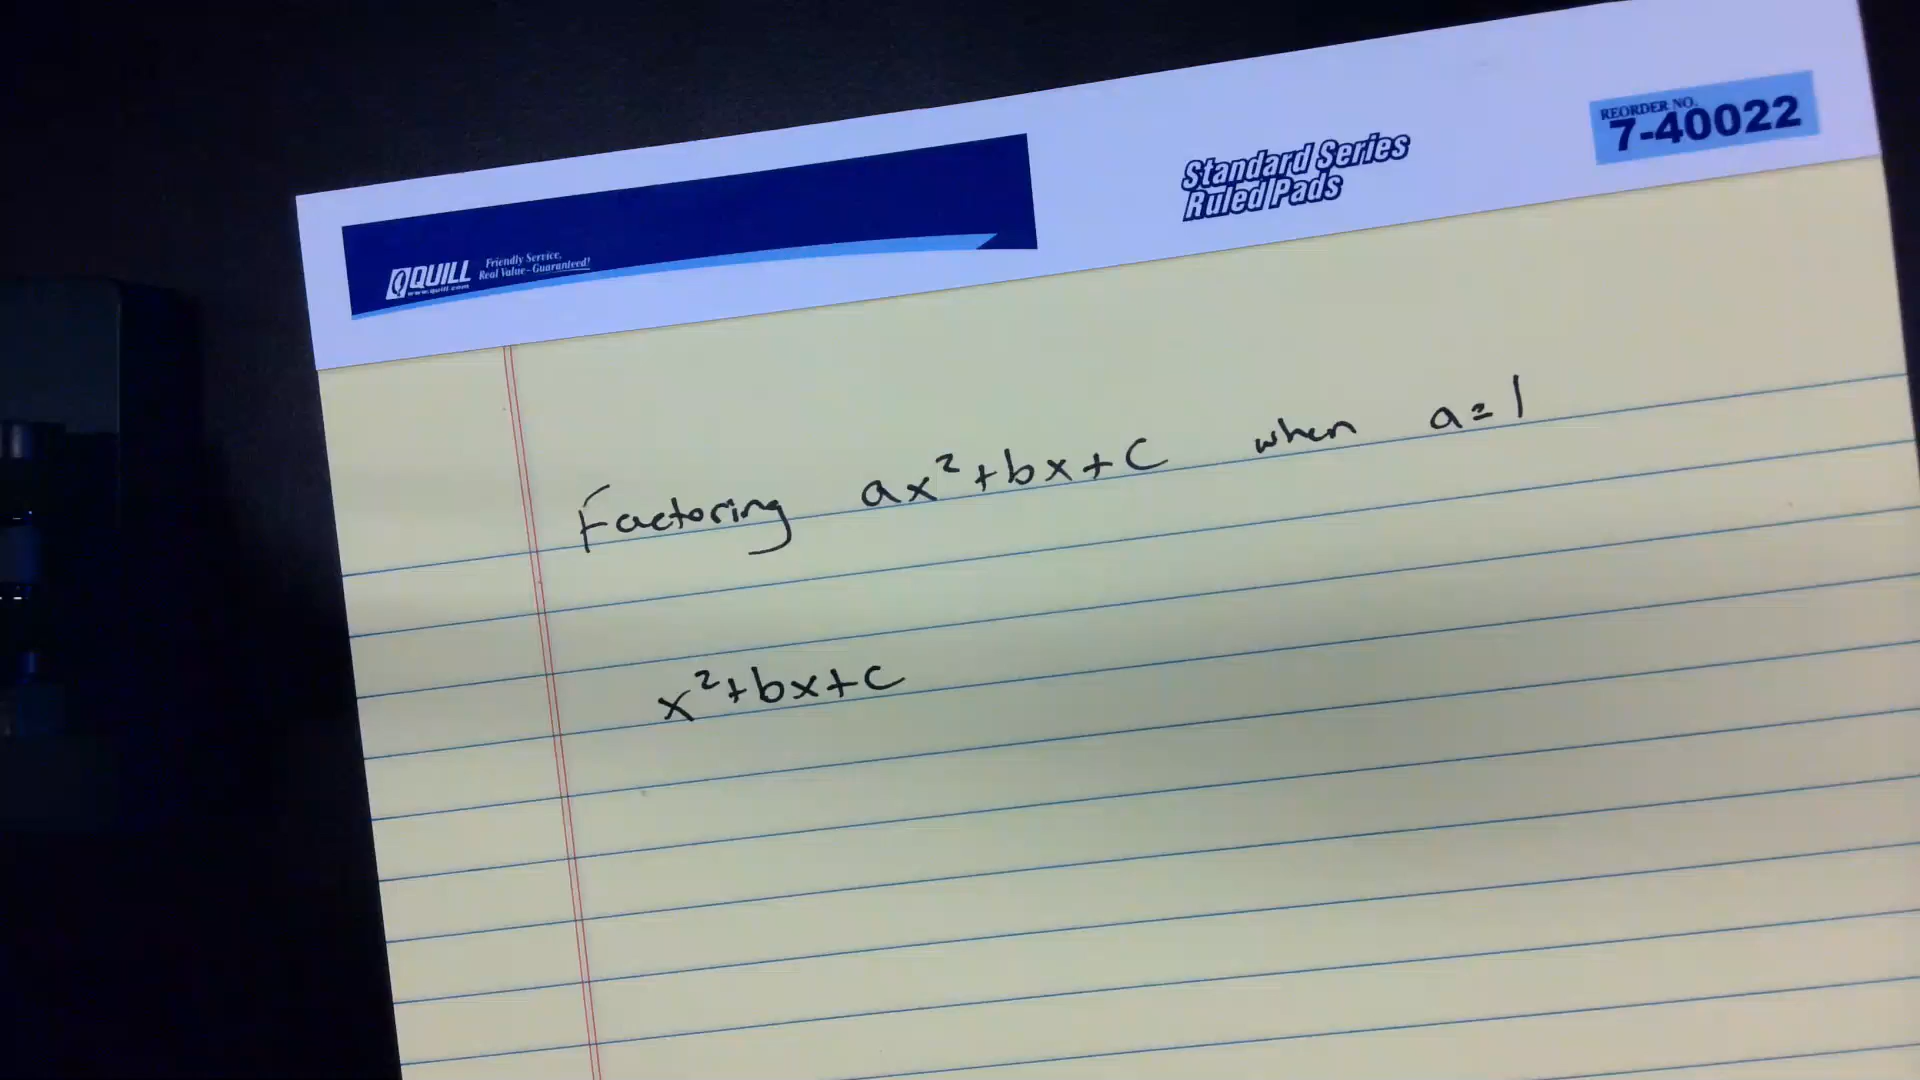 REORDER NO.
7-40022
Standard Series
Ruled Pads
QUILL
www.quill.com
Friendly Service,
Real Value-Guaranteed!
Factoring ax²+bx+c when a=1
x²+bx+c